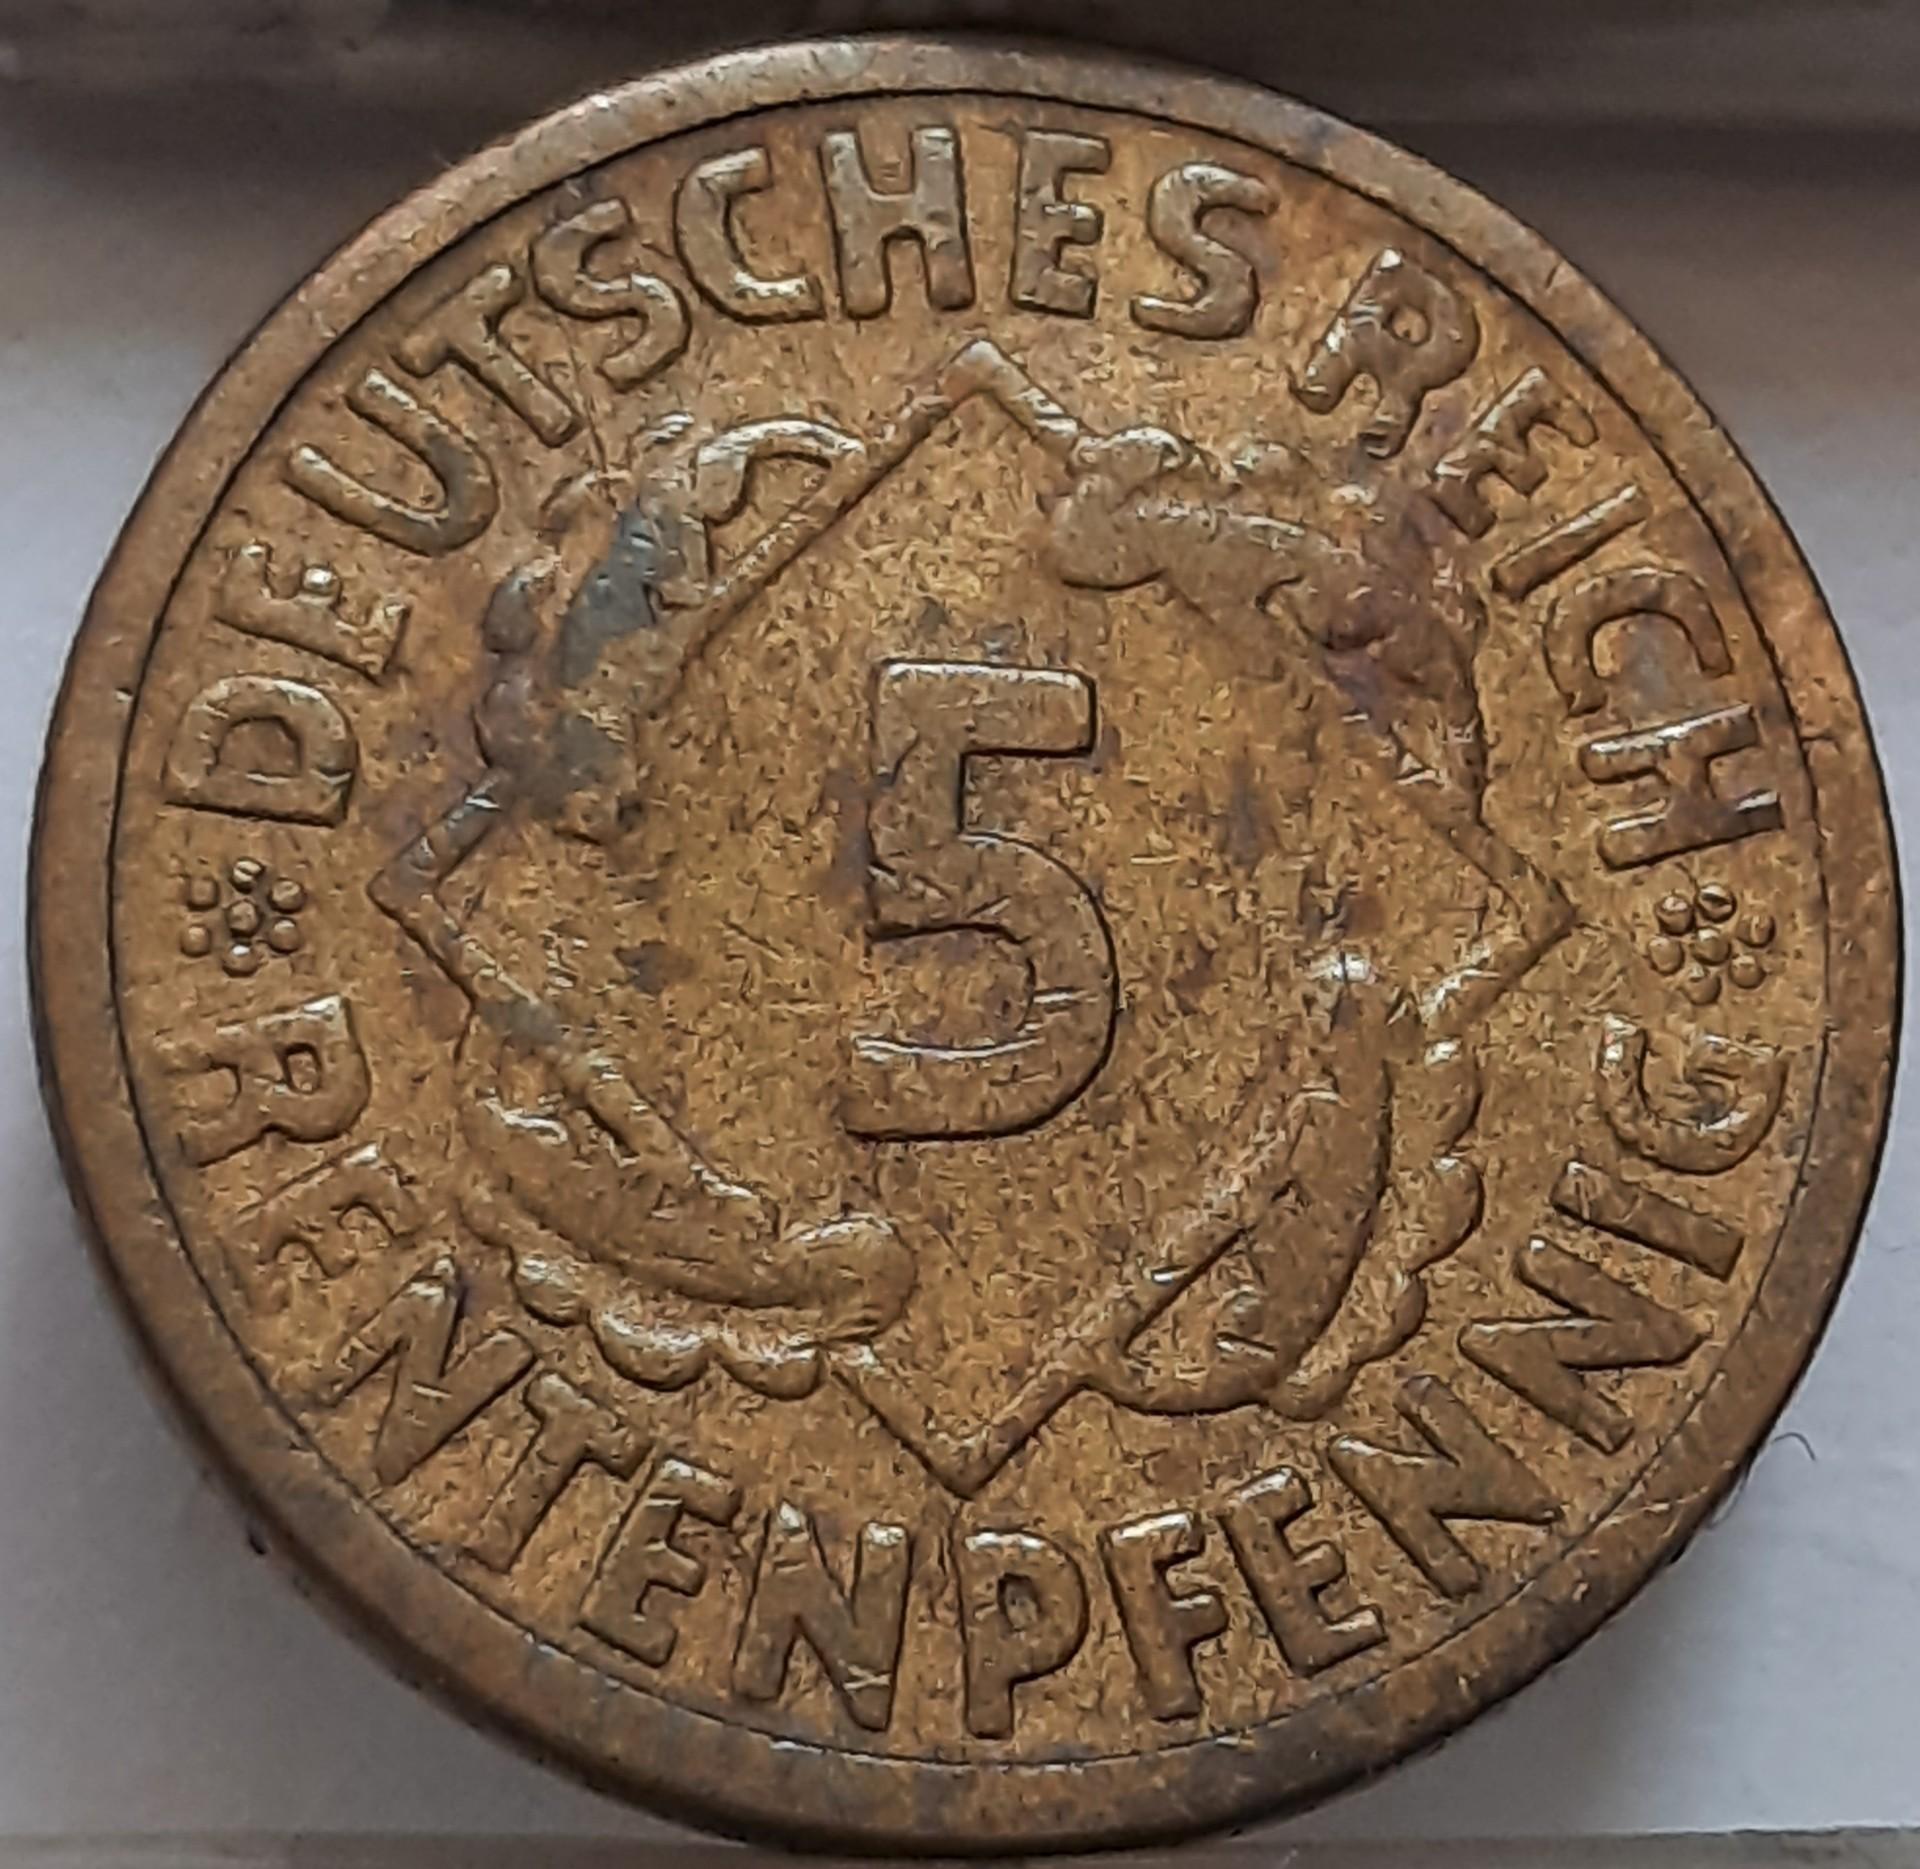 DEUTSCHES REICH
5
RENTENPFENNIG